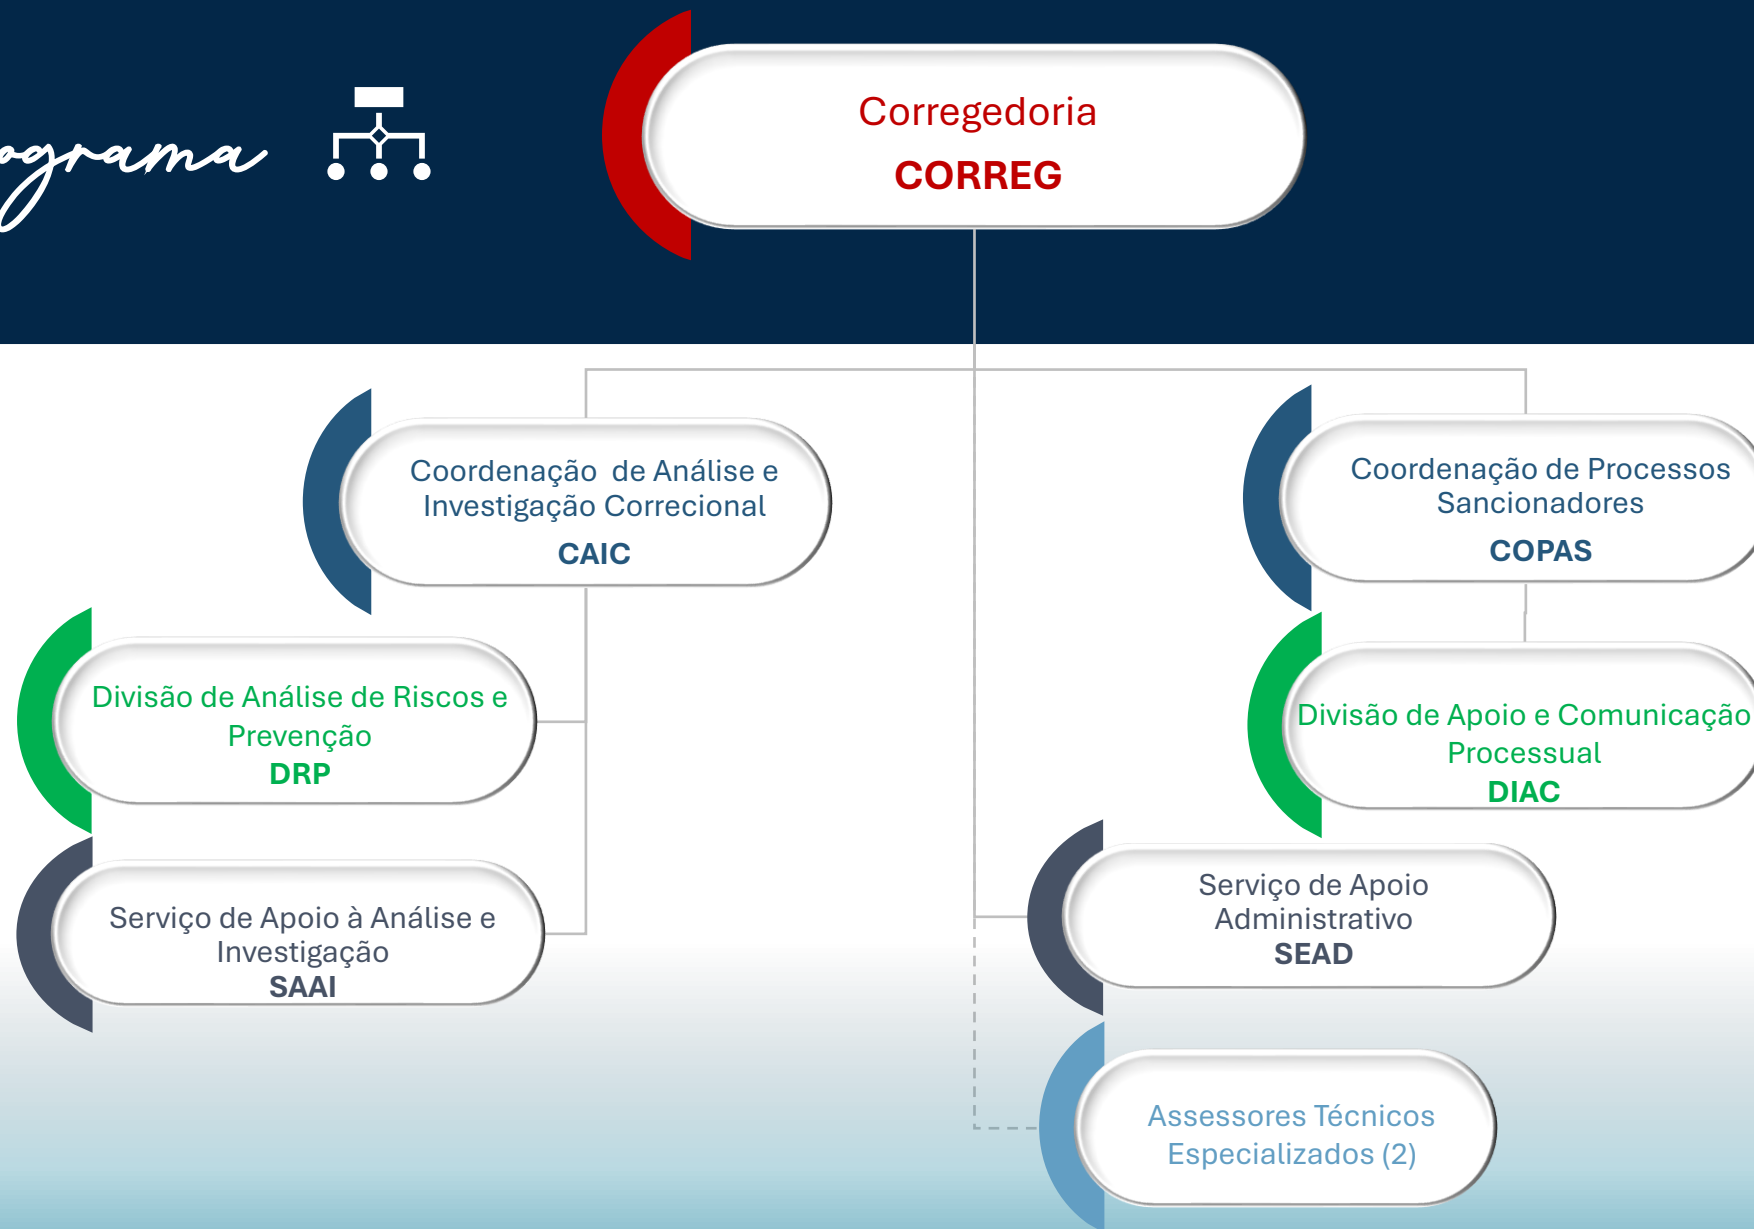 Corregedoria
CORREG
Coordenação de Análise e
Investigação Correcional
CAIC
Coordenação de Processos
Sancionadores
COPAS
Divisão de Análise de Riscos e
Prevenção
DRP
Divisão de Apoio e Comunicação
Processual
DIAC
Serviço de Apoio à Análise e
Investigação
SAAI
Serviço de Apoio
Administrativo
SEAD
Assessores Técnicos
Especializados (2)